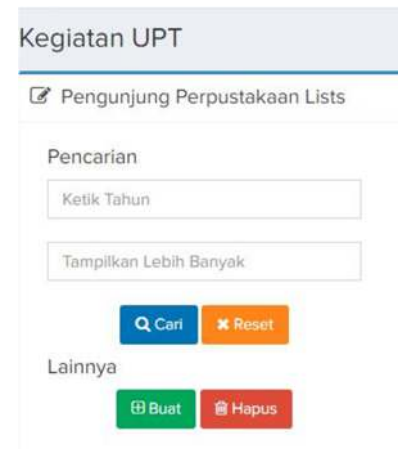 Kegiatan UPT
Pengunjung Perpustakaan Lists
Pencarian
Ketik Tahun
Tampilkan Lebih Banyak
Cari Reset
Lainnya
Buat Hapus